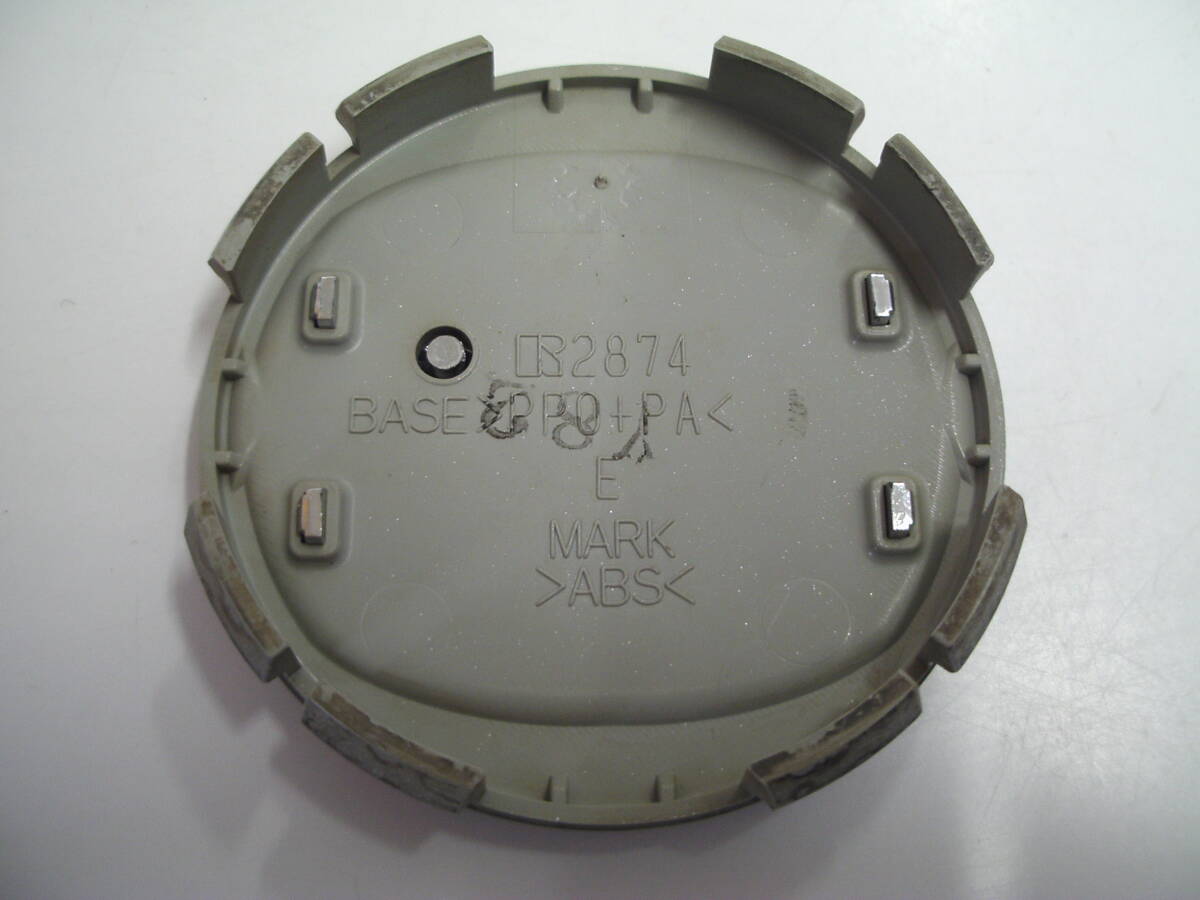 2874
BASE >PPO+PA<
E
MARK
>ABS<